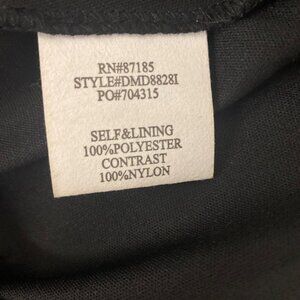 RN#87185
STYLE#DMD8828I
PO#704315
SELF&LINING
100%POLYESTER
CONTRAST
100%NYLON